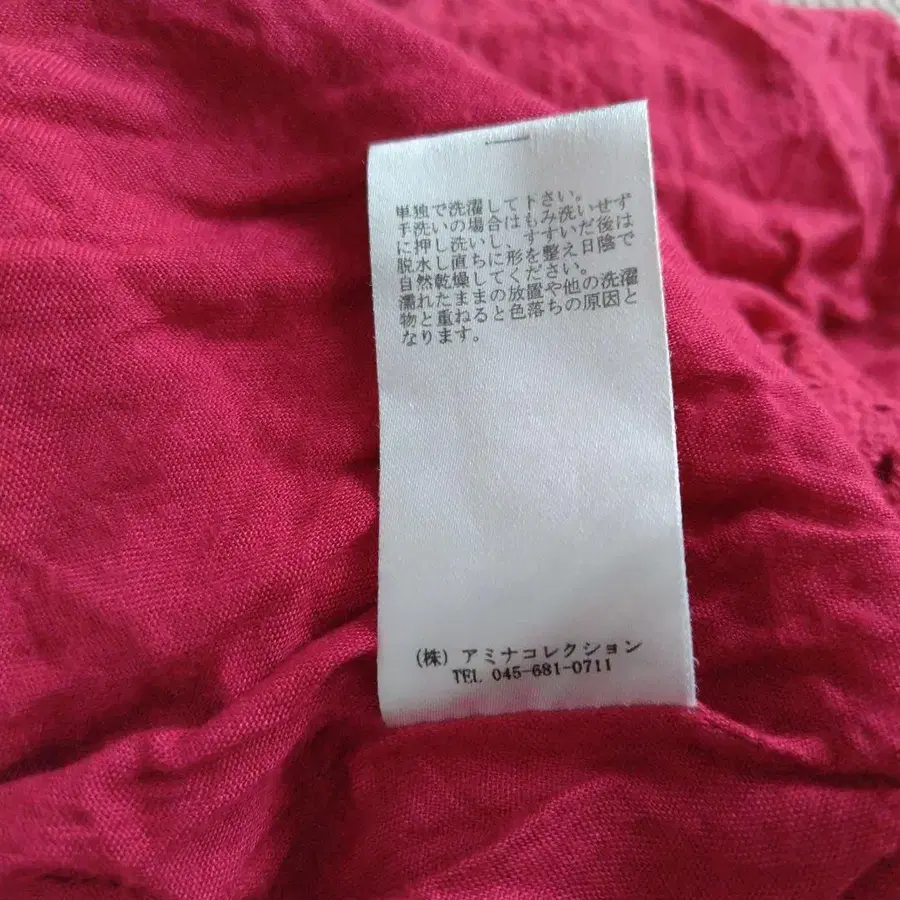 単独で洗濯して下さい。
手洗いの場合はもみ洗いせず
に押し洗いし、すすいだ後は
脱水し直ちに形を整え日陰で
自然乾燥してください。
濡れたままの放置や他の洗濯
物と重ねると色落ちの原因と
なります。
(株) アミナコレクション
TEL 045-681-0711